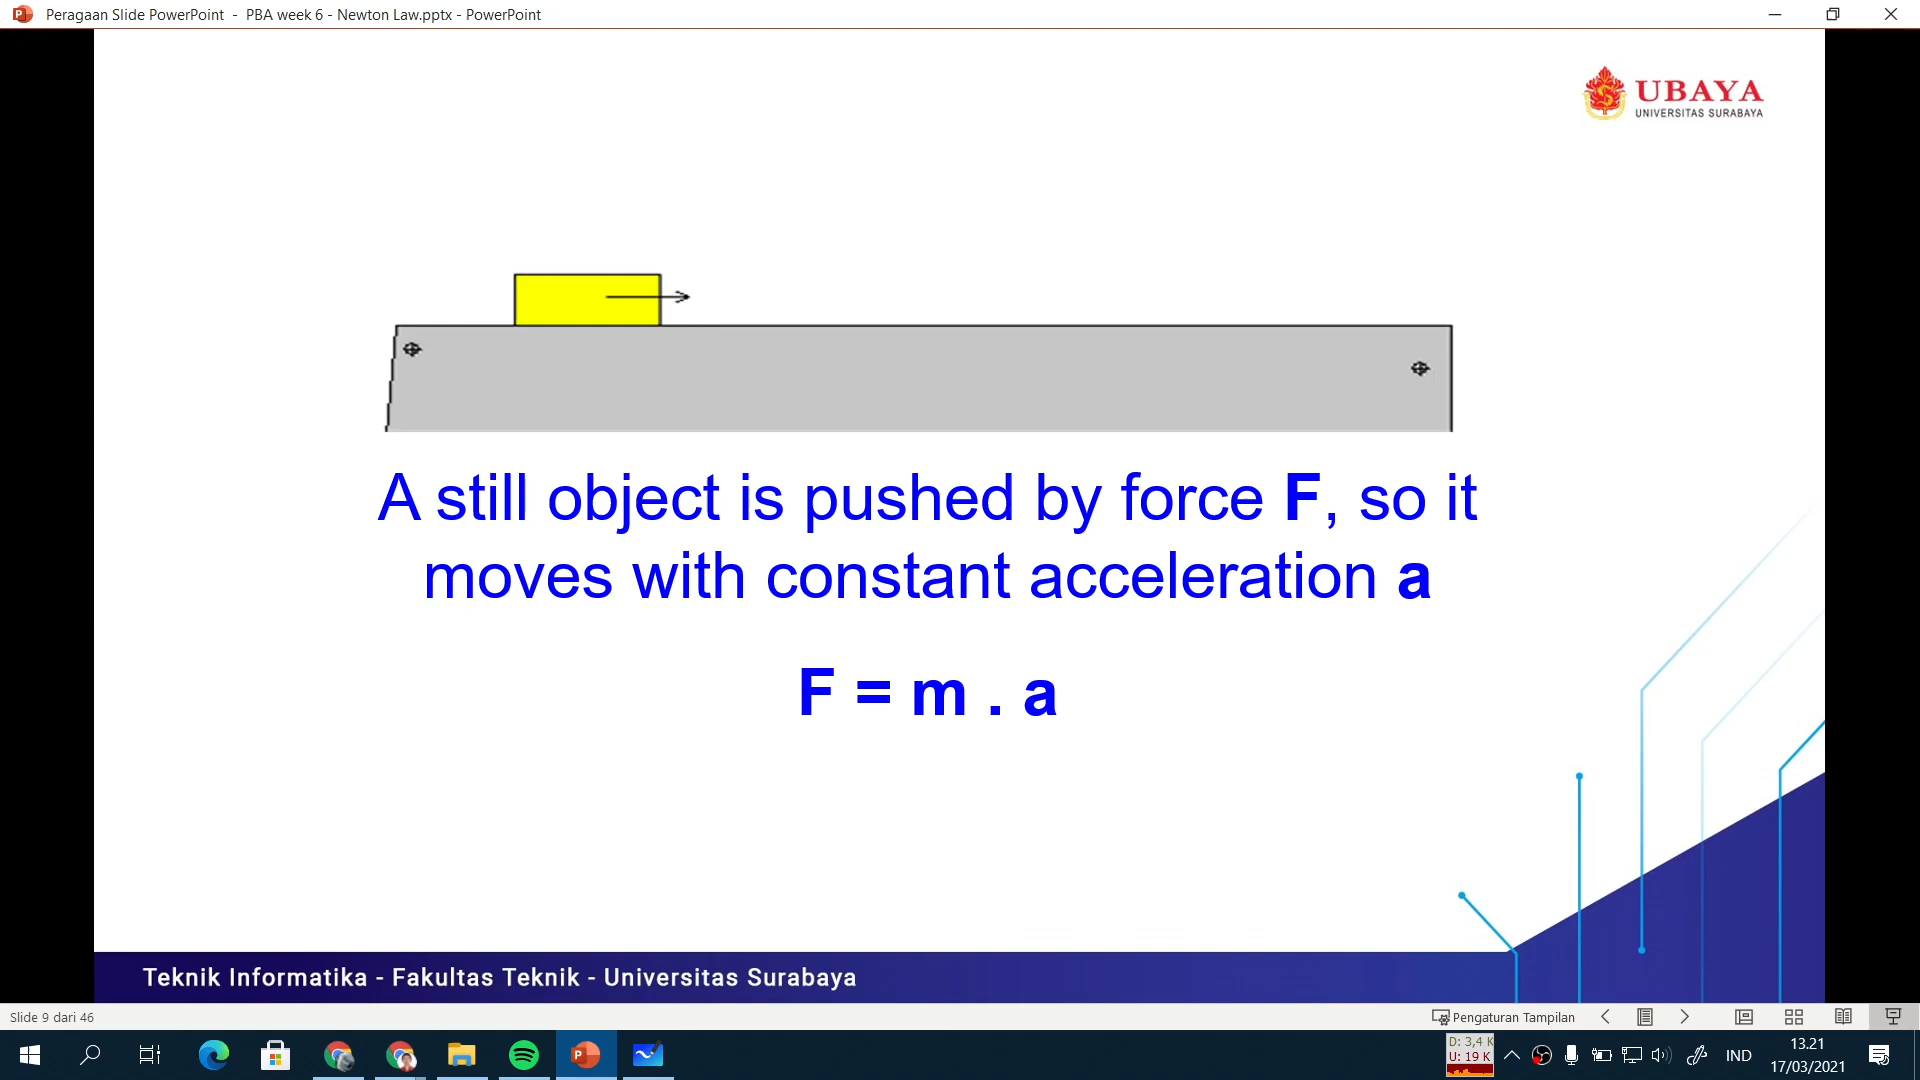 Peragaan Slide PowerPoint - PBA week 6 - Newton Law.pptx - PowerPoint
UBAYA
UNIVERSITAS SURABAYA
A still object is pushed by force F, so it
moves with constant acceleration a
F = m . a
Teknik Informatika - Fakultas Teknik - Universitas Surabaya
Slide 9 dari 46
Pengaturan Tampilan
D: 3,4 K
U: 19 K
IND
13.21
17/03/2021